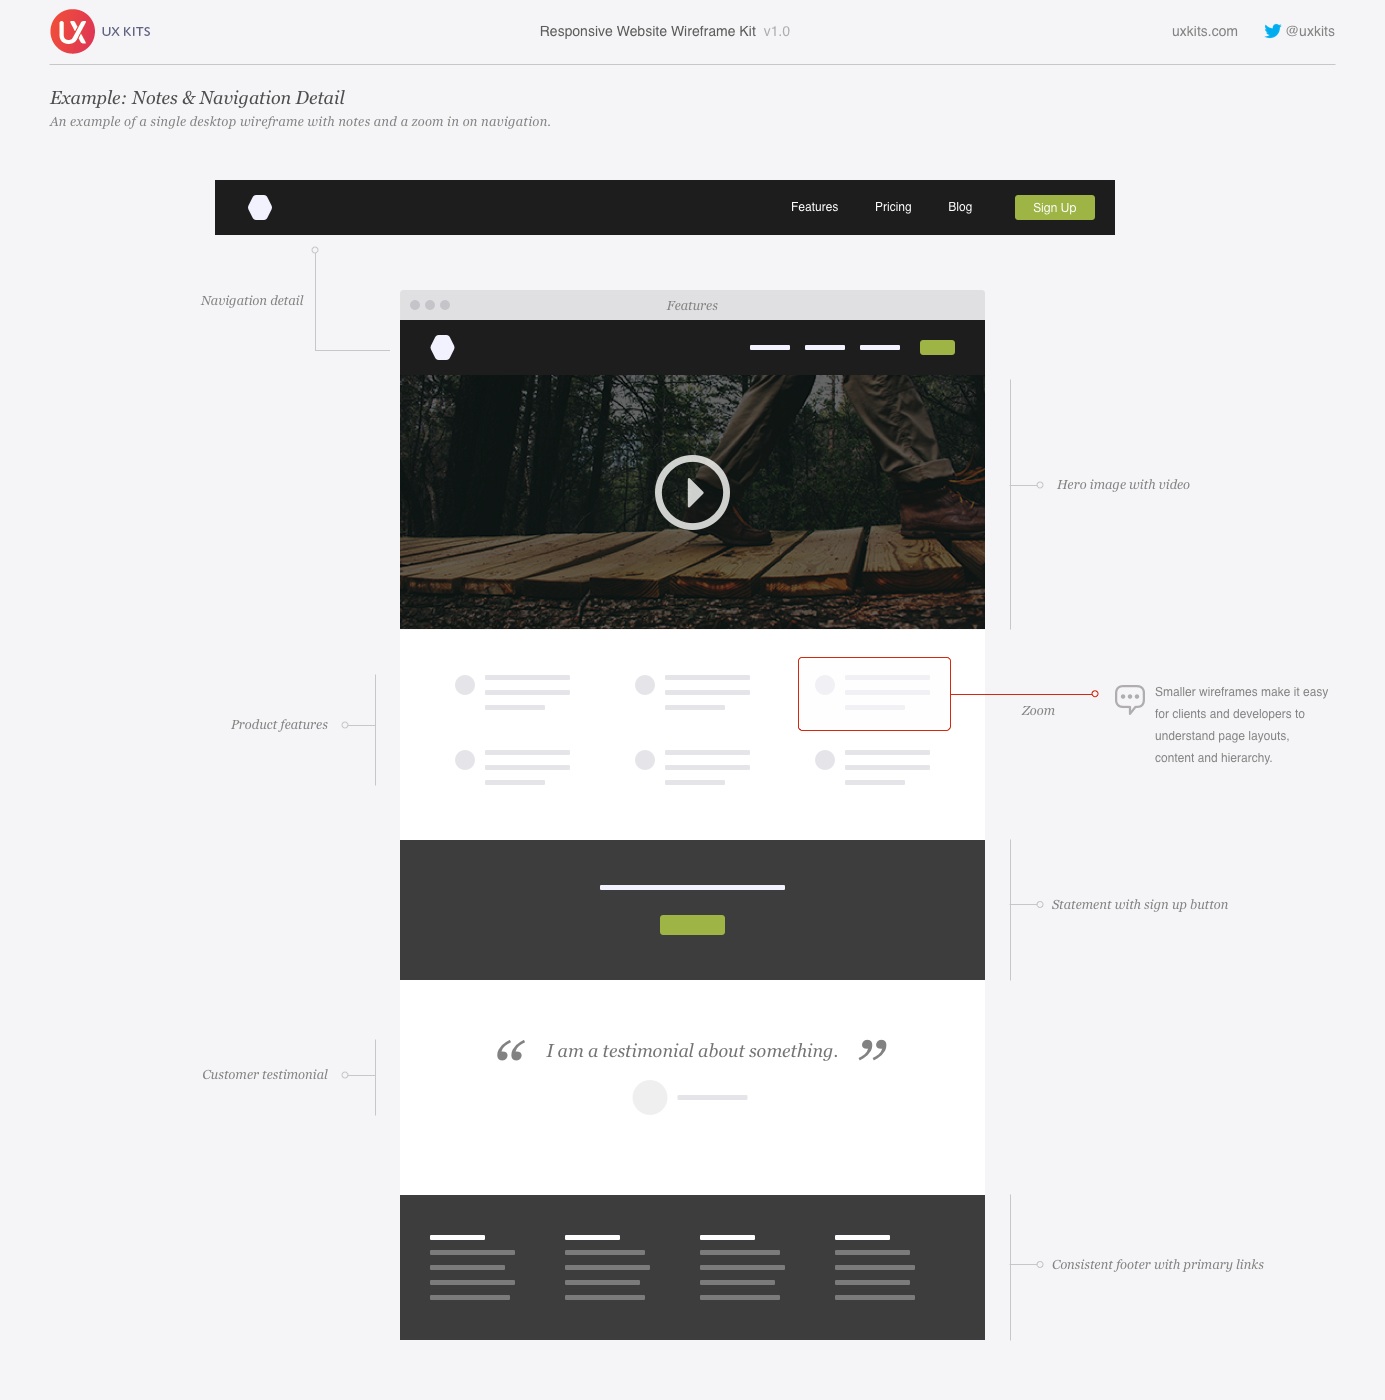 UX UX KITS
Responsive Website Wireframe Kit v1.0
uxkits.com
@uxkits
Example: Notes & Navigation Detail
An example of a single desktop wireframe with notes and a zoom in on navigation.
Features
Pricing
Blog
Sign Up
Navigation detail
Features
Hero image with video
Product features
Zoom
Smaller wireframes make it easy
for clients and developers to
understand page layouts,
content and hierarchy.
Statement with sign up button
“ I am a testimonial about something. ”
Customer testimonial
Consistent footer with primary links